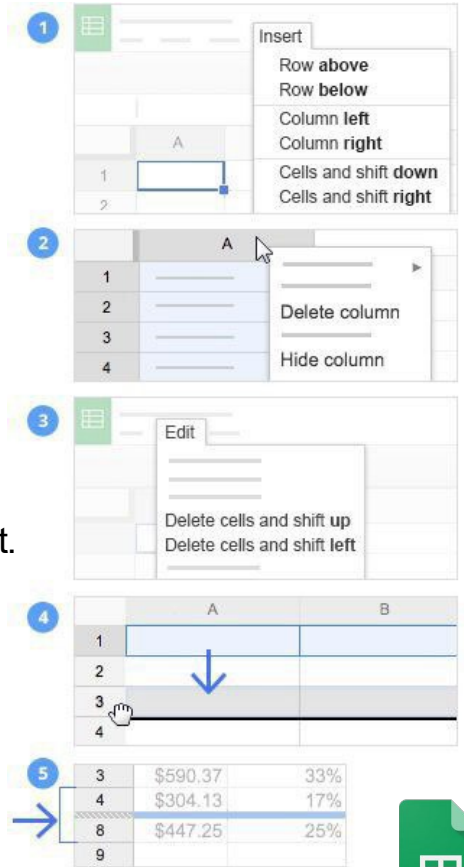 1
Insert
Row above
Row below
Column left
Column right
Cells and shift down
Cells and shift right
A
1
2
2
A
1
2
3
4
Delete column
Hide column
3
Edit
Delete cells and shift up
Delete cells and shift left
t.
4
A B
1
2
3
4
5
3 $590.37 33%
4 $304.13 17%
8 $447.25 25%
9